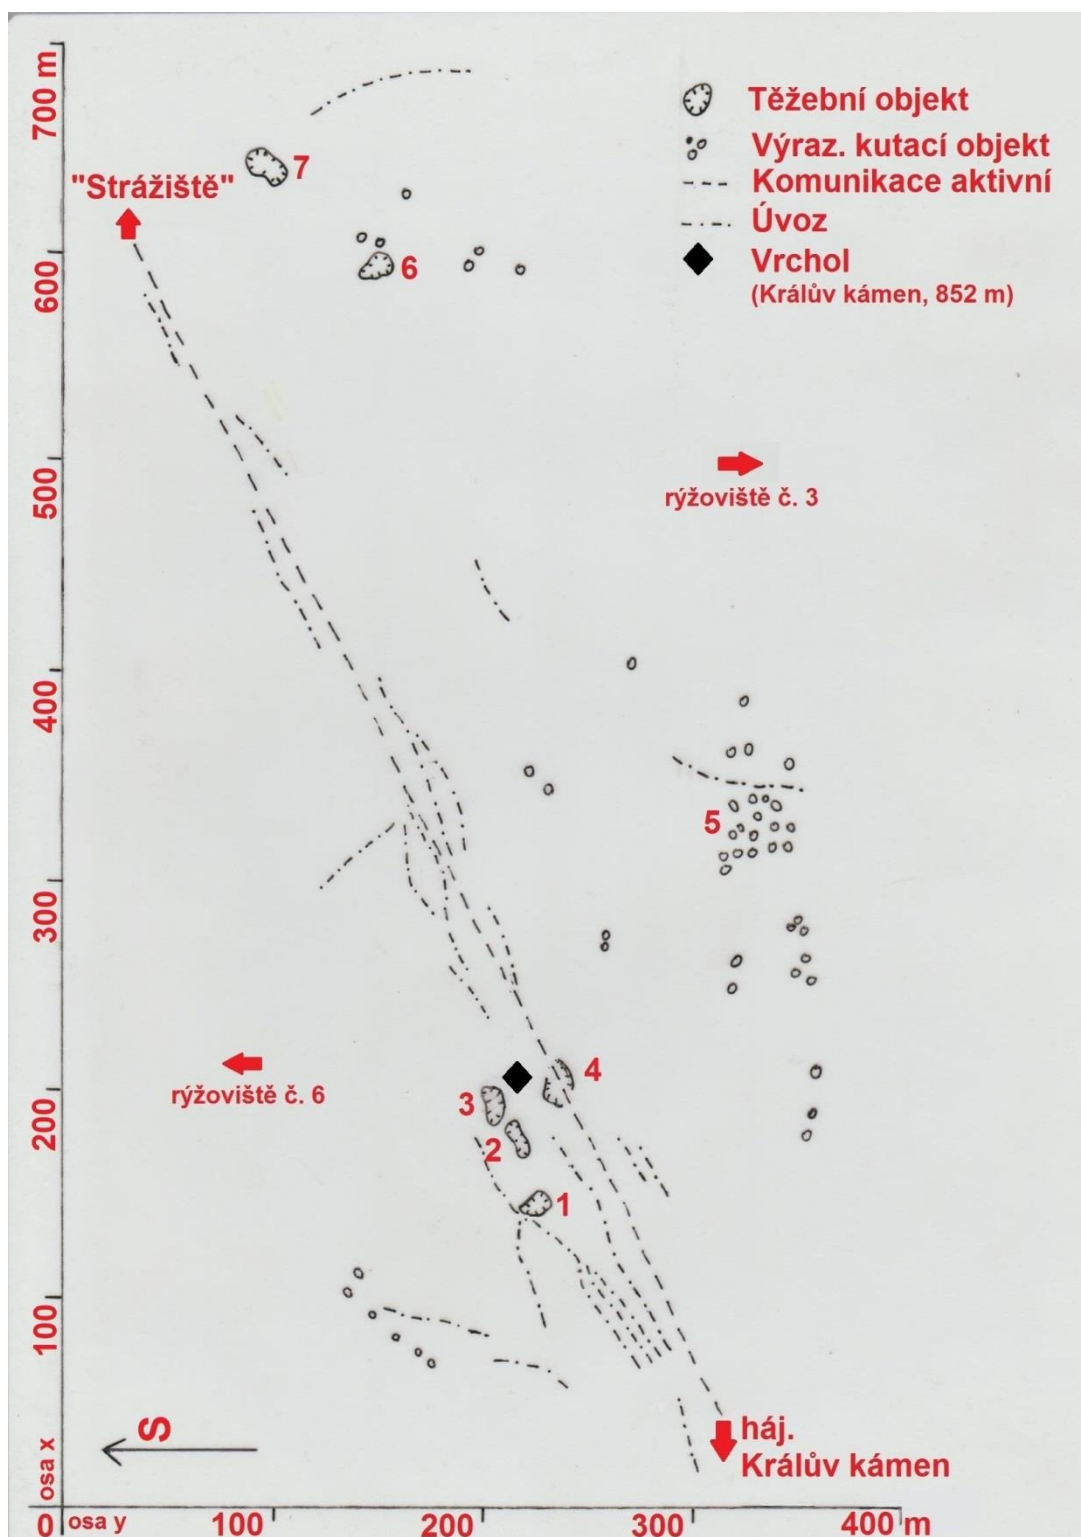 700 m
Těžební objekt
Výraz. kutací objekt
Komunikace aktivní
Úvoz
Vrchol
(Králův kámen, 852 m)
7
"Strážiště"
6
600
500
rýžoviště č. 3
400
5
300
4
rýžoviště č. 6
3
200
2
1
100
S
háj.
Králův kámen
osa x
0
osa y
100
200
300
400 m